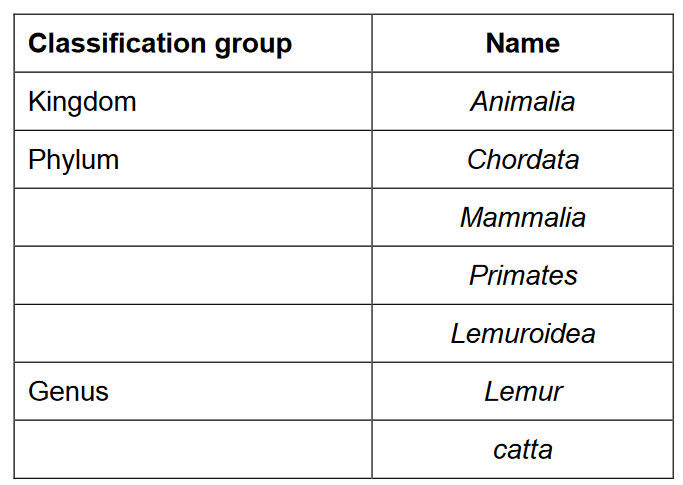 Classification group Name
Kingdom Animalia
Phylum Chordata
Mammalia
Primates
Lemuroidea
Genus Lemur
catta